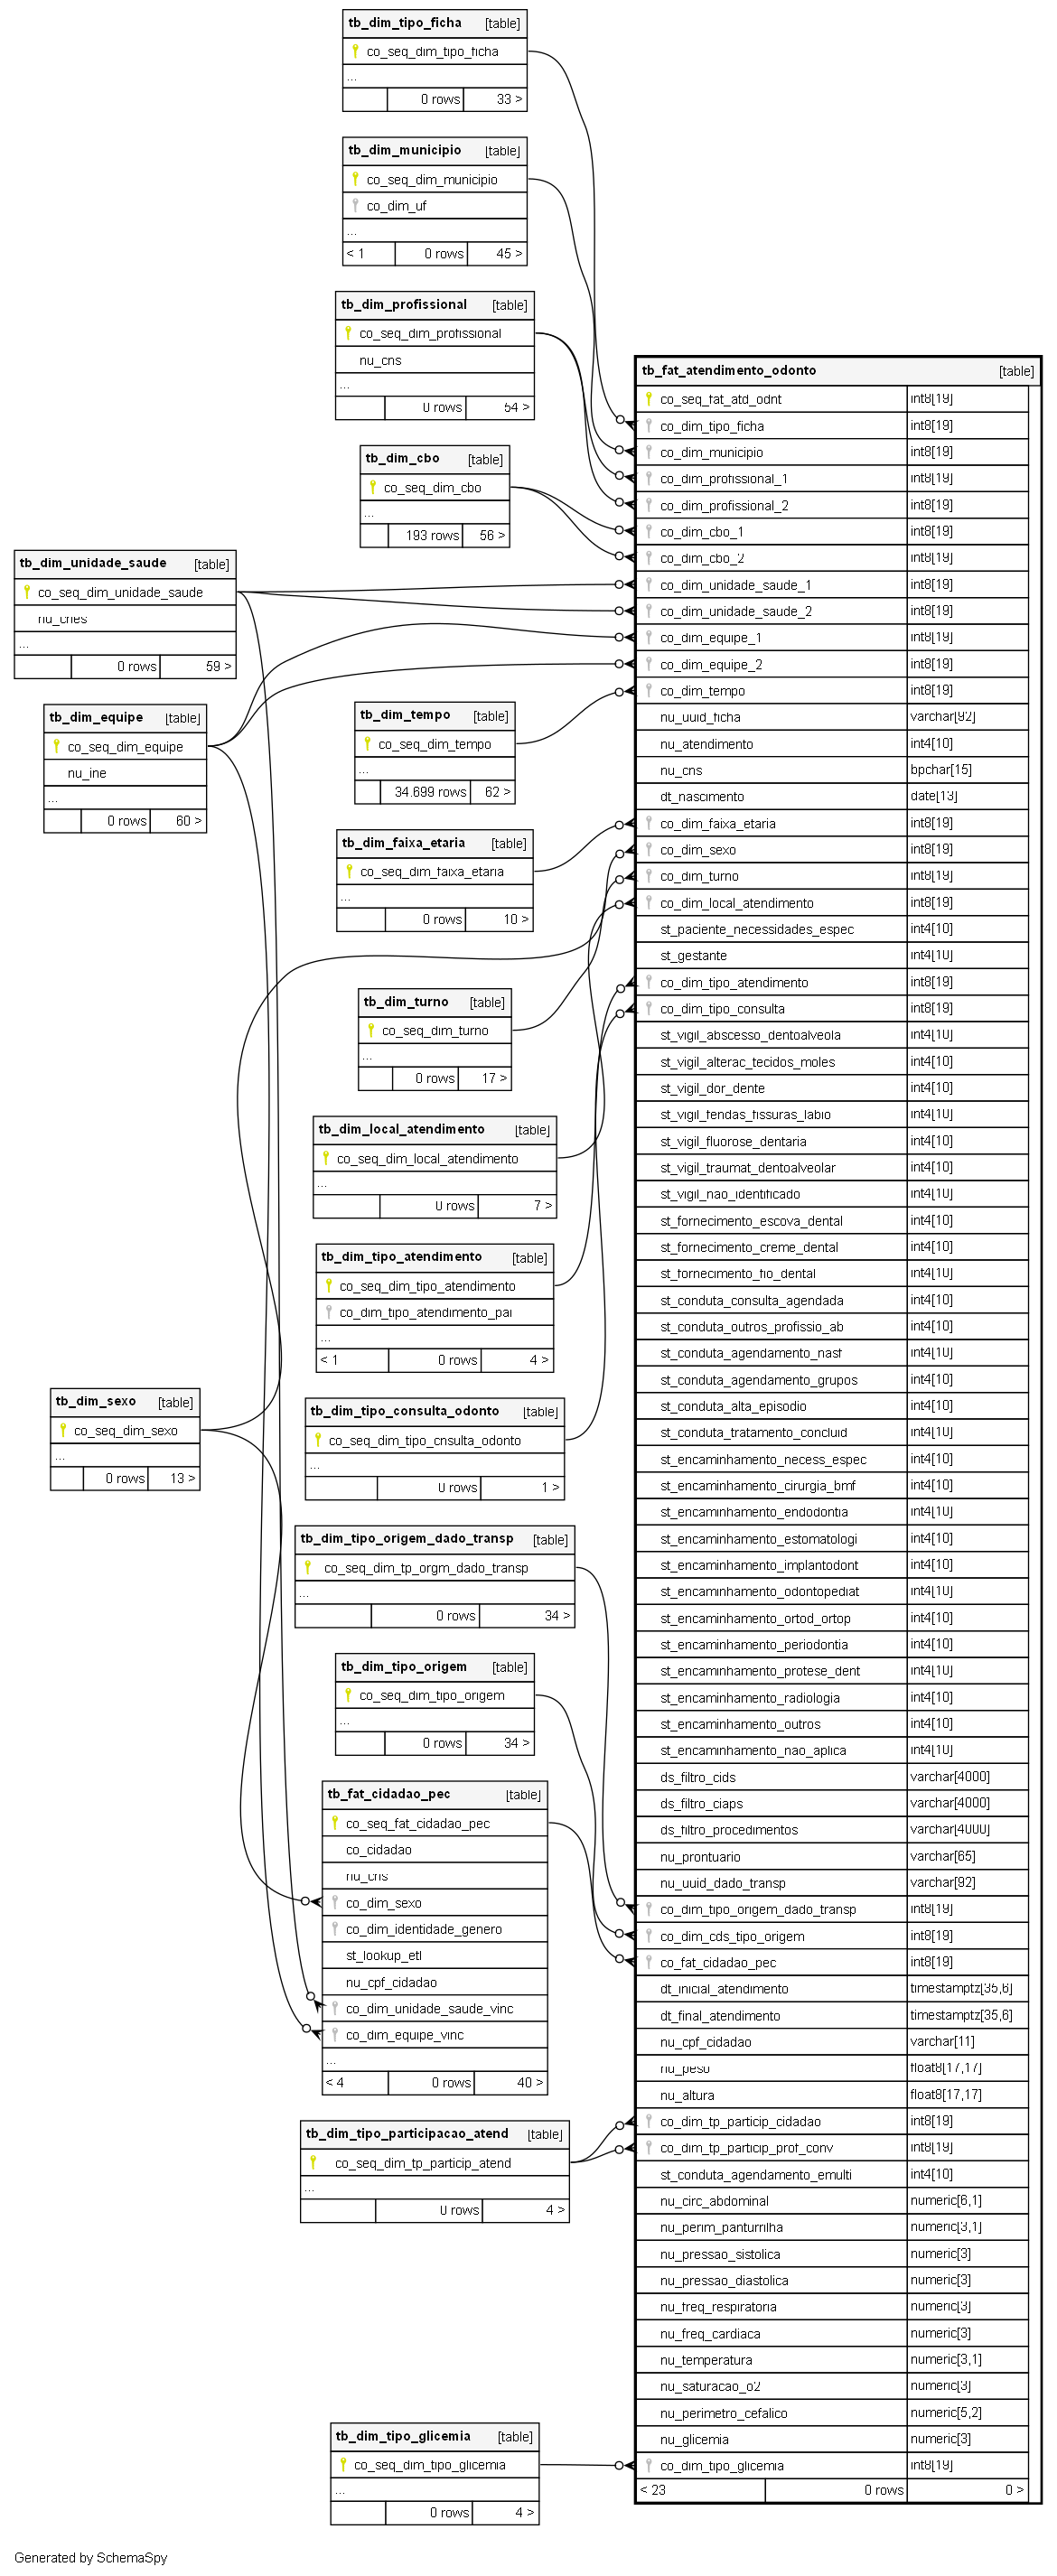 tb_dim_tipo_ficha [table]
co_seq_dim_tipo_ficha
...
0 rows 33 >
tb_dim_municipio [table]
co_seq_dim_municipio
co_dim_uf
...
< 1 0 rows 45 >
tb_dim_profissional [table]
co_seq_dim_profissional
nu_cns
...
0 rows 54 >
tb_dim_cbo [table]
co_seq_dim_cbo
...
193 rows 56 >
tb_dim_unidade_saude [table]
co_seq_dim_unidade_saude
nu_cnes
...
0 rows 59 >
tb_dim_equipe [table]
co_seq_dim_equipe
nu_ine
...
0 rows 60 >
tb_dim_tempo [table]
co_seq_dim_tempo
...
34.699 rows 62 >
tb_dim_faixa_etaria [table]
co_seq_dim_faixa_etaria
...
0 rows 10 >
tb_dim_turno [table]
co_seq_dim_turno
...
0 rows 17 >
tb_dim_local_atendimento [table]
co_seq_dim_local_atendimento
...
0 rows 7 >
tb_dim_tipo_atendimento [table]
co_seq_dim_tipo_atendimento
co_dim_tipo_atendimento_pai
...
< 1 0 rows 4 >
tb_dim_sexo [table]
co_seq_dim_sexo
...
0 rows 13 >
tb_dim_tipo_consulta_odonto [table]
co_seq_dim_tipo_cnsulta_odonto
...
0 rows 1 >
tb_dim_tipo_origem_dado_transp [table]
co_seq_dim_tp_orgm_dado_transp
...
0 rows 34 >
tb_dim_tipo_origem [table]
co_seq_dim_tipo_origem
...
0 rows 34 >
tb_fat_cidadao_pec [table]
co_seq_fat_cidadao_pec
co_cidadao
nu_cns
co_dim_sexo
co_dim_identidade_genero
st_lookup_etl
nu_cpf_cidadao
co_dim_unidade_saude_vinc
co_dim_equipe_vinc
...
< 4 0 rows 40 >
tb_dim_tipo_participacao_atend [table]
co_seq_dim_tp_particip_atend
...
0 rows 4 >
tb_dim_tipo_glicemia [table]
co_seq_dim_tipo_glicemia
...
0 rows 4 >
tb_fat_atendimento_odonto [table]
co_seq_fat_atd_odnt int8[19]
co_dim_tipo_ficha int8[19]
co_dim_municipio int8[19]
co_dim_profissional_1 int8[19]
co_dim_profissional_2 int8[19]
co_dim_cbo_1 int8[19]
co_dim_cbo_2 int8[19]
co_dim_unidade_saude_1 int8[19]
co_dim_unidade_saude_2 int8[19]
co_dim_equipe_1 int8[19]
co_dim_equipe_2 int8[19]
co_dim_tempo int8[19]
nu_uuid_ficha varchar[92]
nu_atendimento int4[10]
nu_cns bpchar[15]
dt_nascimento date[13]
co_dim_faixa_etaria int8[19]
co_dim_sexo int8[19]
co_dim_turno int8[19]
co_dim_local_atendimento int8[19]
st_paciente_necessidades_espec int4[10]
st_gestante int4[10]
co_dim_tipo_atendimento int8[19]
co_dim_tipo_consulta int8[19]
st_vigil_abscesso_dentoalveola int4[10]
st_vigil_alterac_tecidos_moles int4[10]
st_vigil_dor_dente int4[10]
st_vigil_fendas_fissuras_labio int4[10]
st_vigil_fluorose_dentaria int4[10]
st_vigil_traumat_dentoalveolar int4[10]
st_vigil_nao_identificado int4[10]
st_fornecimento_escova_dental int4[10]
st_fornecimento_creme_dental int4[10]
st_fornecimento_fio_dental int4[10]
st_conduta_consulta_agendada int4[10]
st_conduta_outros_profissio_ab int4[10]
st_conduta_agendamento_nasf int4[10]
st_conduta_agendamento_grupos int4[10]
st_conduta_alta_episodio int4[10]
st_conduta_tratamento_concluid int4[10]
st_encaminhamento_necess_espec int4[10]
st_encaminhamento_cirurgia_bmf int4[10]
st_encaminhamento_endodontia int4[10]
st_encaminhamento_estomatologi int4[10]
st_encaminhamento_implantodont int4[10]
st_encaminhamento_odontopediat int4[10]
st_encaminhamento_ortod_ortop int4[10]
st_encaminhamento_periodontia int4[10]
st_encaminhamento_protese_dent int4[10]
st_encaminhamento_radiologia int4[10]
st_encaminhamento_outros int4[10]
st_encaminhamento_nao_aplica int4[10]
ds_filtro_cids varchar[4000]
ds_filtro_ciaps varchar[4000]
ds_filtro_procedimentos varchar[4000]
nu_prontuario varchar[65]
nu_uuid_dado_transp varchar[92]
co_dim_tipo_origem_dado_transp int8[19]
co_dim_cds_tipo_origem int8[19]
co_fat_cidadao_pec int8[19]
dt_inicial_atendimento timestamptz[35,6]
dt_final_atendimento timestamptz[35,6]
nu_cpf_cidadao varchar[11]
nu_peso float8[17,17]
nu_altura float8[17,17]
co_dim_tp_particip_cidadao int8[19]
co_dim_tp_particip_prof_conv int8[19]
st_conduta_agendamento_emulti int4[10]
nu_circ_abdominal numeric[6,1]
nu_perim_panturrilha numeric[3,1]
nu_pressao_sistolica numeric[3]
nu_pressao_diastolica numeric[3]
nu_freq_respiratoria numeric[3]
nu_freq_cardiaca numeric[3]
nu_temperatura numeric[3,1]
nu_saturacao_o2 numeric[3]
nu_perimetro_cefalico numeric[5,2]
nu_glicemia numeric[3]
co_dim_tipo_glicemia int8[19]
< 23 0 rows 0 >
Generated by SchemaSpy